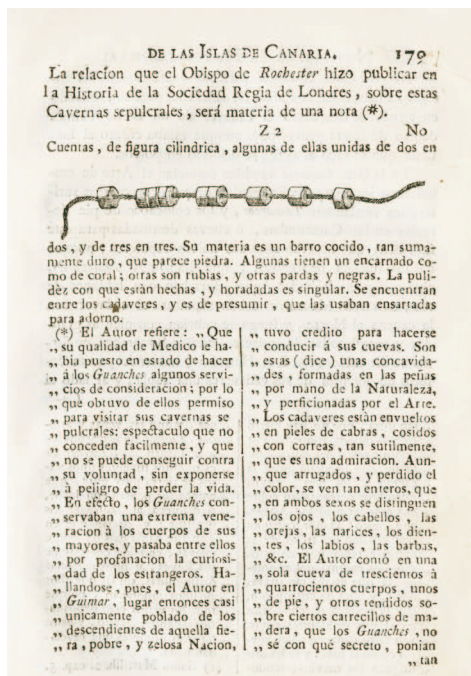 DE LAS ISLAS DE CANARIA. 179
La relacion que el Obispo de Rochester hizo publicar en
la Historia de la Sociedad Regia de Londres, sobre estas
Cavernas sepulcrales, será materia de una nota (*).
Z 2 No
Cuentas, de figura cilindrica, algunas de ellas unidas de dos en
dos, y de tres en tres. Su materia es un barro cocido, tan suma-
mente duro, que parece piedra. Algunas tienen un encarnado co-
mo de coral; otras son rubias, y otras pardas y negras. La puli-
dèz con que estàn hechas, y horadadas es singular. Se encuentran
entre los cadaveres, y es de presumir, que las usaban ensartadas
para adorno.
(*) El Autor refiere: „Que
„ su qualidad de Medico le ha-
„ bia puesto en estado de hacer
„ á los Guanches algunos servi-
„ cios de consideracion; por lo
„ que obtuvo de ellos permiso
„ para visitar sus cavernas se
„ pulcrales: espectaculo que no
„ conceden facilmente, y que
„ no se puede conseguir contra
„ su voluntad, sin exponerse
„ à peligro de perder la vida.
„ En efecto, los Guanches con-
„ servaban una extrema vene-
„ racion à los cuerpos de sus
„ mayores, y pasaba entre ellos
„ por profanacion la curiosi-
„ dad de los estrangeros. Ha-
„ llandose, pues, el Autor en
„ Guimar, lugar entonces casi
„ unicamente poblado de los
„ descendientes de aquella fie-
„ ra, pobre, y zelosa Nacion,
„ tuvo credito para hacerse
„ conducir á sus cuevas. Son
„ estas (dice) unas concavida-
„ des, formadas en las peñas
„ por mano de la Naturaleza,
„ y perficionadas por el Arte.
„ Los cadaveres estàn envueltos
„ en pieles de cabras, cosidos
„ con correas, tan sutilmente,
„ que es una admiracion. Aun-
„ que arrugados, y perdido el
„ color, se ven tan enteros, que
„ en ambos sexos se distinguen
„ los ojos, los cabellos, las
„ orejas, las narices, los dien-
„ tes, los labios, las barbas,
„ &c. El Autor contó en una
„ sola cueva de trescientos à
„ quatrocientos cuerpos, unos
„ de pie, y otros tendidos so-
„ bre ciertos catrecillos de ma-
„ dera, que los Guanches, no
„ sé con qué secreto, ponian
„ tan